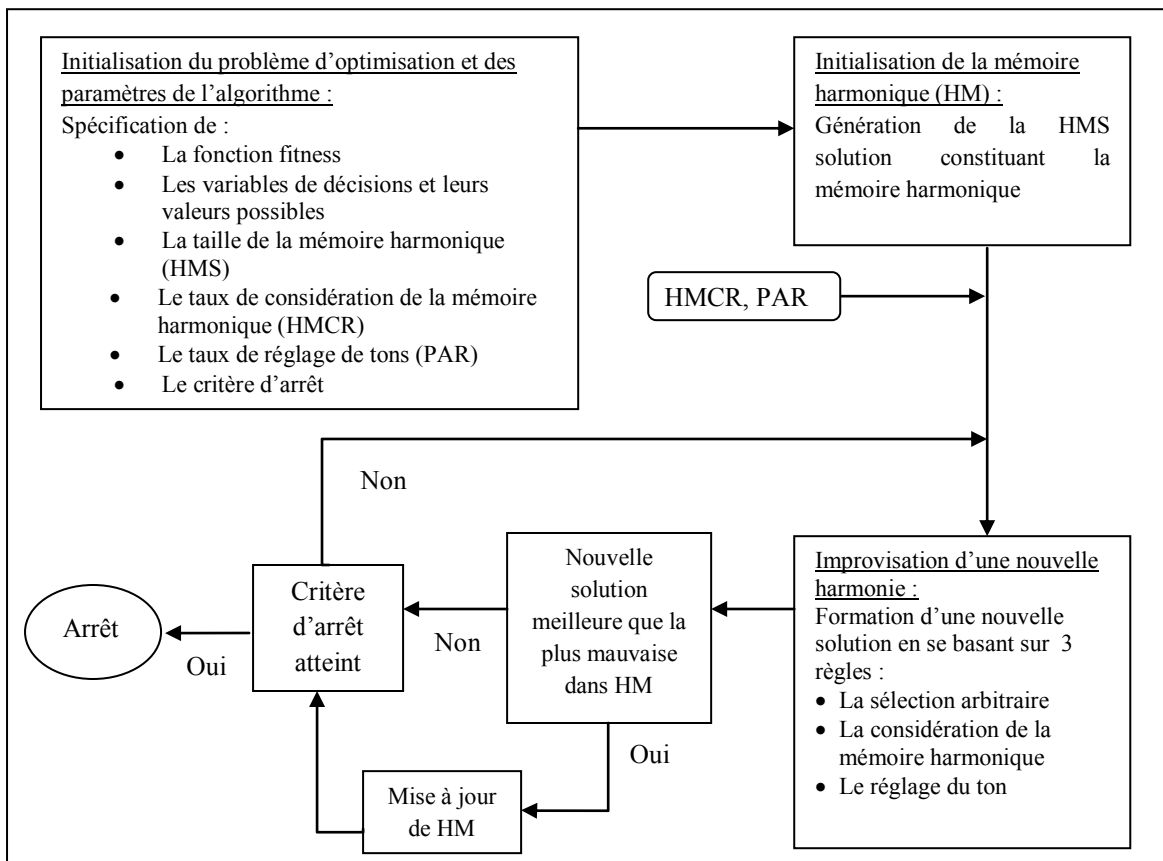 Initialisation du problème d'optimisation et des
paramètres de l'algorithme :
Spécification de :
• La fonction fitness
• Les variables de décisions et leurs
valeurs possibles
• La taille de la mémoire harmonique
(HMS)
• Le taux de considération de la mémoire
harmonique (HMCR)
• Le taux de réglage de tons (PAR)
• Le critère d'arrêt
Initialisation de la mémoire
harmonique (HM) :
Génération de la HMS
solution constituant la
mémoire harmonique
HMCR, PAR
Improvisation d'une nouvelle
harmonie :
Formation d'une nouvelle
solution en se basant sur 3
règles :
• La sélection arbitraire
• La considération de la
mémoire harmonique
• Le réglage du ton
Nouvelle
solution
meilleure que la
plus mauvaise
dans HM
Non
Oui
Mise à jour
de HM
Critère
d'arrêt
atteint
Non
Oui
Arrêt